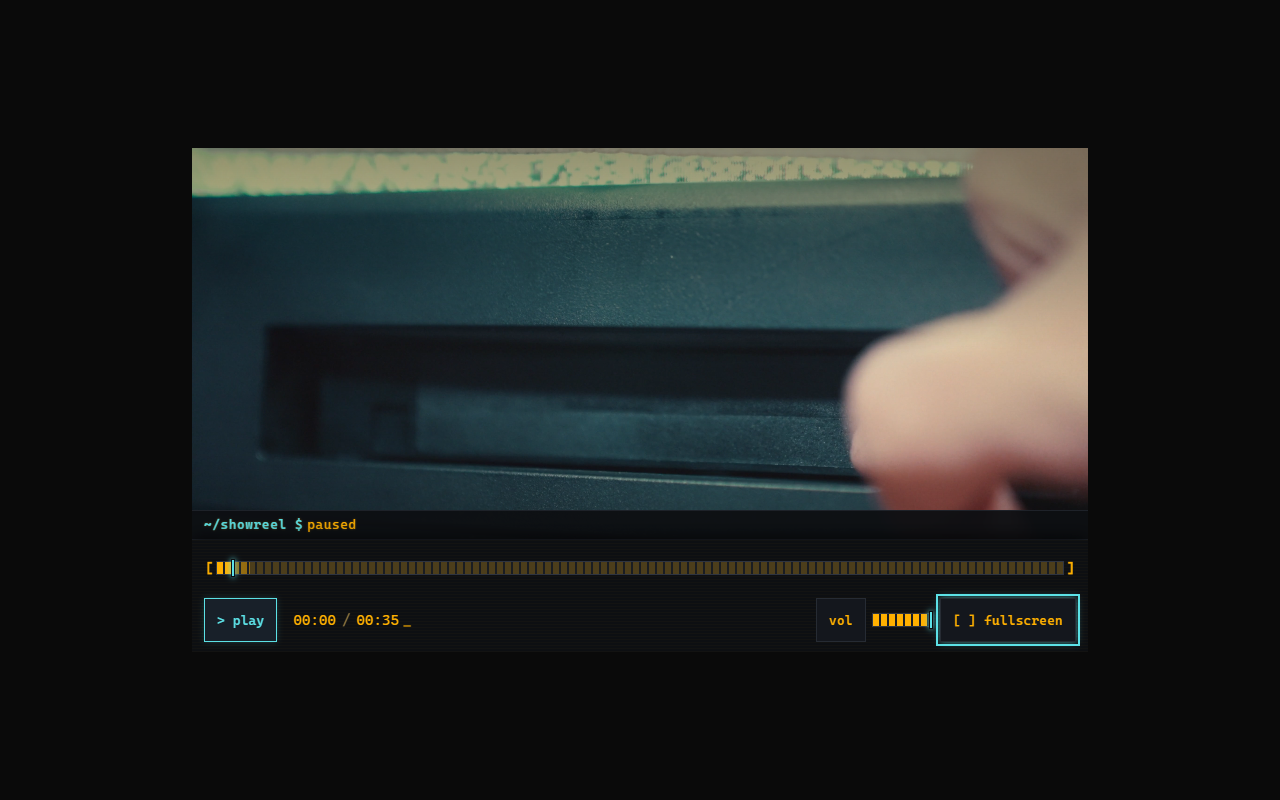 ~/showreel $ paused
[ ]
> play 00:00 / 00:35 _ vol [ ] fullscreen